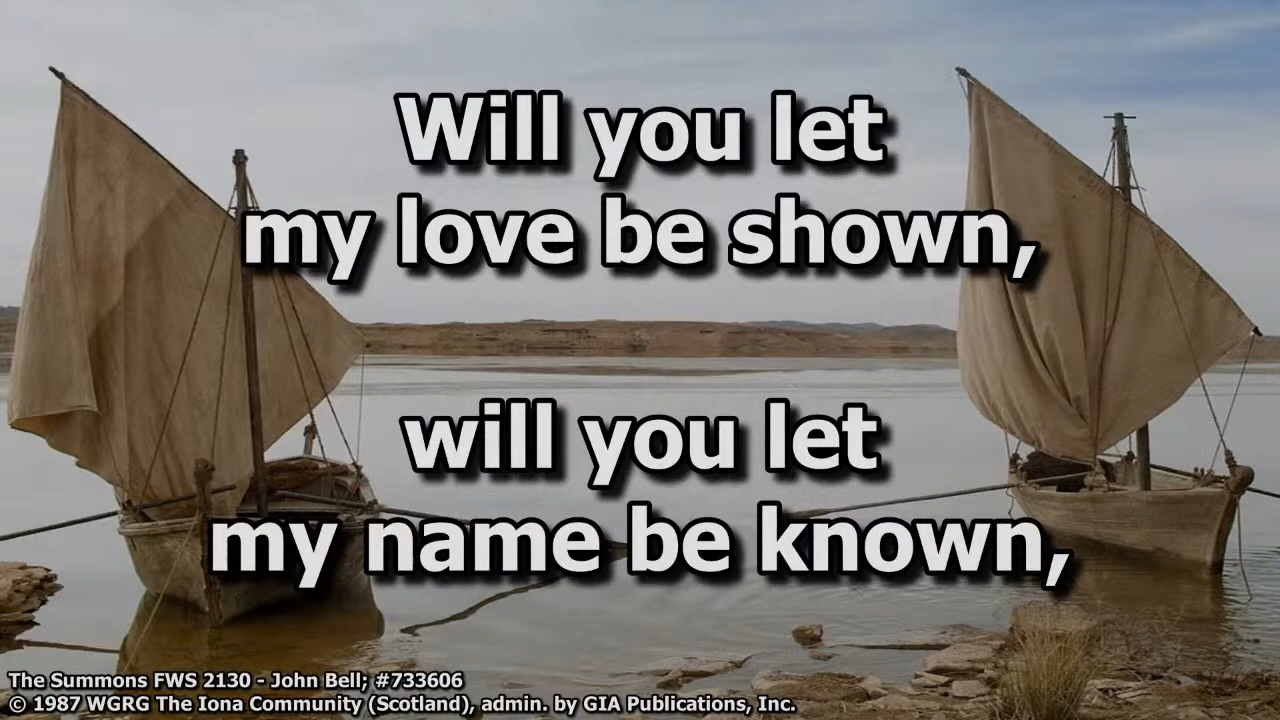 Will you let
my love be shown,
will you let
my name be known,
The Summons FWS 2130 - John Bell; #733606
© 1987 WGRG The Iona Community (Scotland), admin. by GIA Publications, Inc.